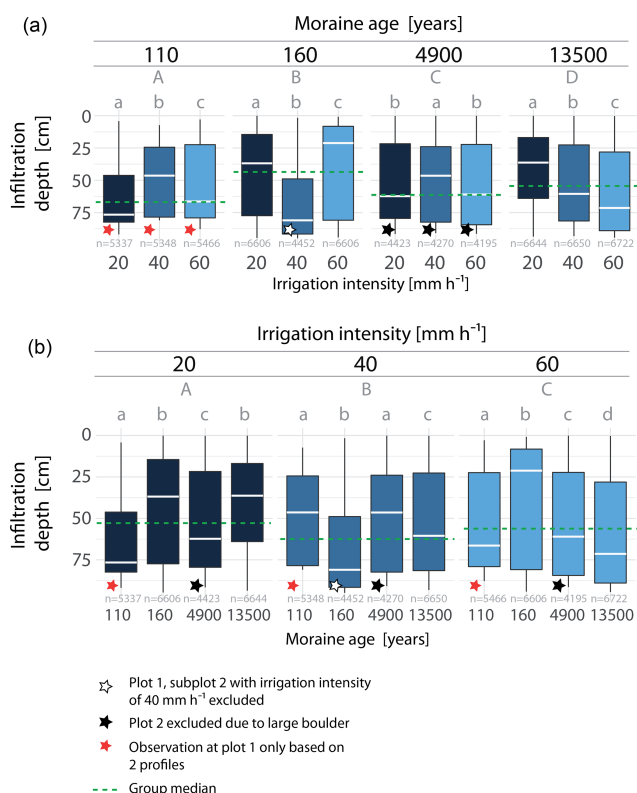 (a)
Moraine age [years]
110 160 4900 13500
A B C D
a b c a b c b a b a b c
Infiltration
depth [cm]
0
25
50
75
n=5337 n=5348 n=5466 n=6606 n=4452 n=6606 n=4423 n=4270 n=4195 n=6644 n=6650 n=6722
20 40 60 20 40 60 20 40 60 20 40 60
Irrigation intensity [mm h⁻¹]
(b)
Irrigation intensity [mm h⁻¹]
20 40 60
A B C
a b c b a b a c a b c d
Infiltration
depth [cm]
0
25
50
75
n=5337 n=6606 n=4423 n=6644 n=5348 n=4452 n=4270 n=6650 n=5466 n=6606 n=4195 n=6722
110 160 4900 13500 110 160 4900 13500 110 160 4900 13500
Moraine age [years]
Plot 1, subplot 2 with irrigation intensity
of 40 mm h⁻¹ excluded
Plot 2 excluded due to large boulder
Observation at plot 1 only based on
2 profiles
Group median